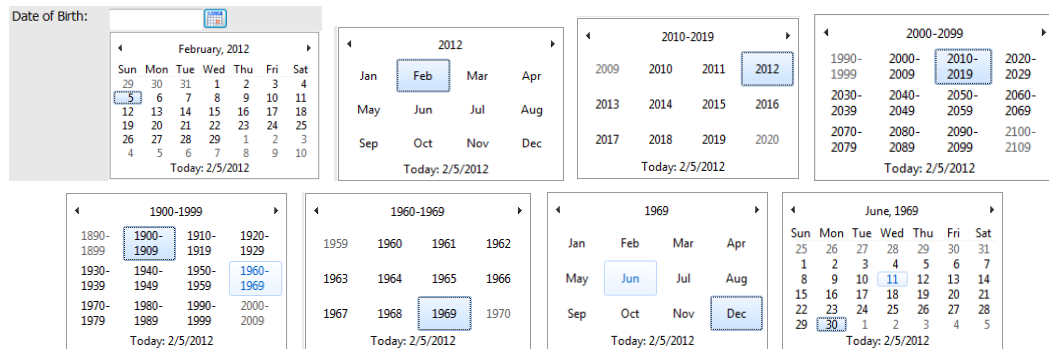 Date of Birth:
February, 2012
Sun Mon Tue Wed Thu Fri Sat
29 30 31 1 2 3 4
5 6 7 8 9 10 11
12 13 14 15 16 17 18
19 20 21 22 23 24 25
26 27 28 29 1 2 3
4 5 6 7 8 9 10
Today: 2/5/2012
2012
Jan Feb Mar Apr
May Jun Jul Aug
Sep Oct Nov Dec
Today: 2/5/2012
2010-2019
2009 2010 2011 2012
2013 2014 2015 2016
2017 2018 2019 2020
Today: 2/5/2012
2000-2099
1990- 2000- 2010- 2020-
1999 2009 2019 2029
2030- 2040- 2050- 2060-
2039 2049 2059 2069
2070- 2080- 2090- 2100-
2079 2089 2099 2109
Today: 2/5/2012
1900-1999
1890- 1900- 1910- 1920-
1899 1909 1919 1929
1930- 1940- 1950- 1960-
1939 1949 1959 1969
1970- 1980- 1990- 2000-
1979 1989 1999 2009
Today: 2/5/2012
1960-1969
1959 1960 1961 1962
1963 1964 1965 1966
1967 1968 1969 1970
Today: 2/5/2012
1969
Jan Feb Mar Apr
May Jun Jul Aug
Sep Oct Nov Dec
Today: 2/5/2012
June, 1969
Sun Mon Tue Wed Thu Fri Sat
25 26 27 28 29 30 31
1 2 3 4 5 6 7
8 9 10 11 12 13 14
15 16 17 18 19 20 21
22 23 24 25 26 27 28
29 30 1 2 3 4 5
Today: 2/5/2012